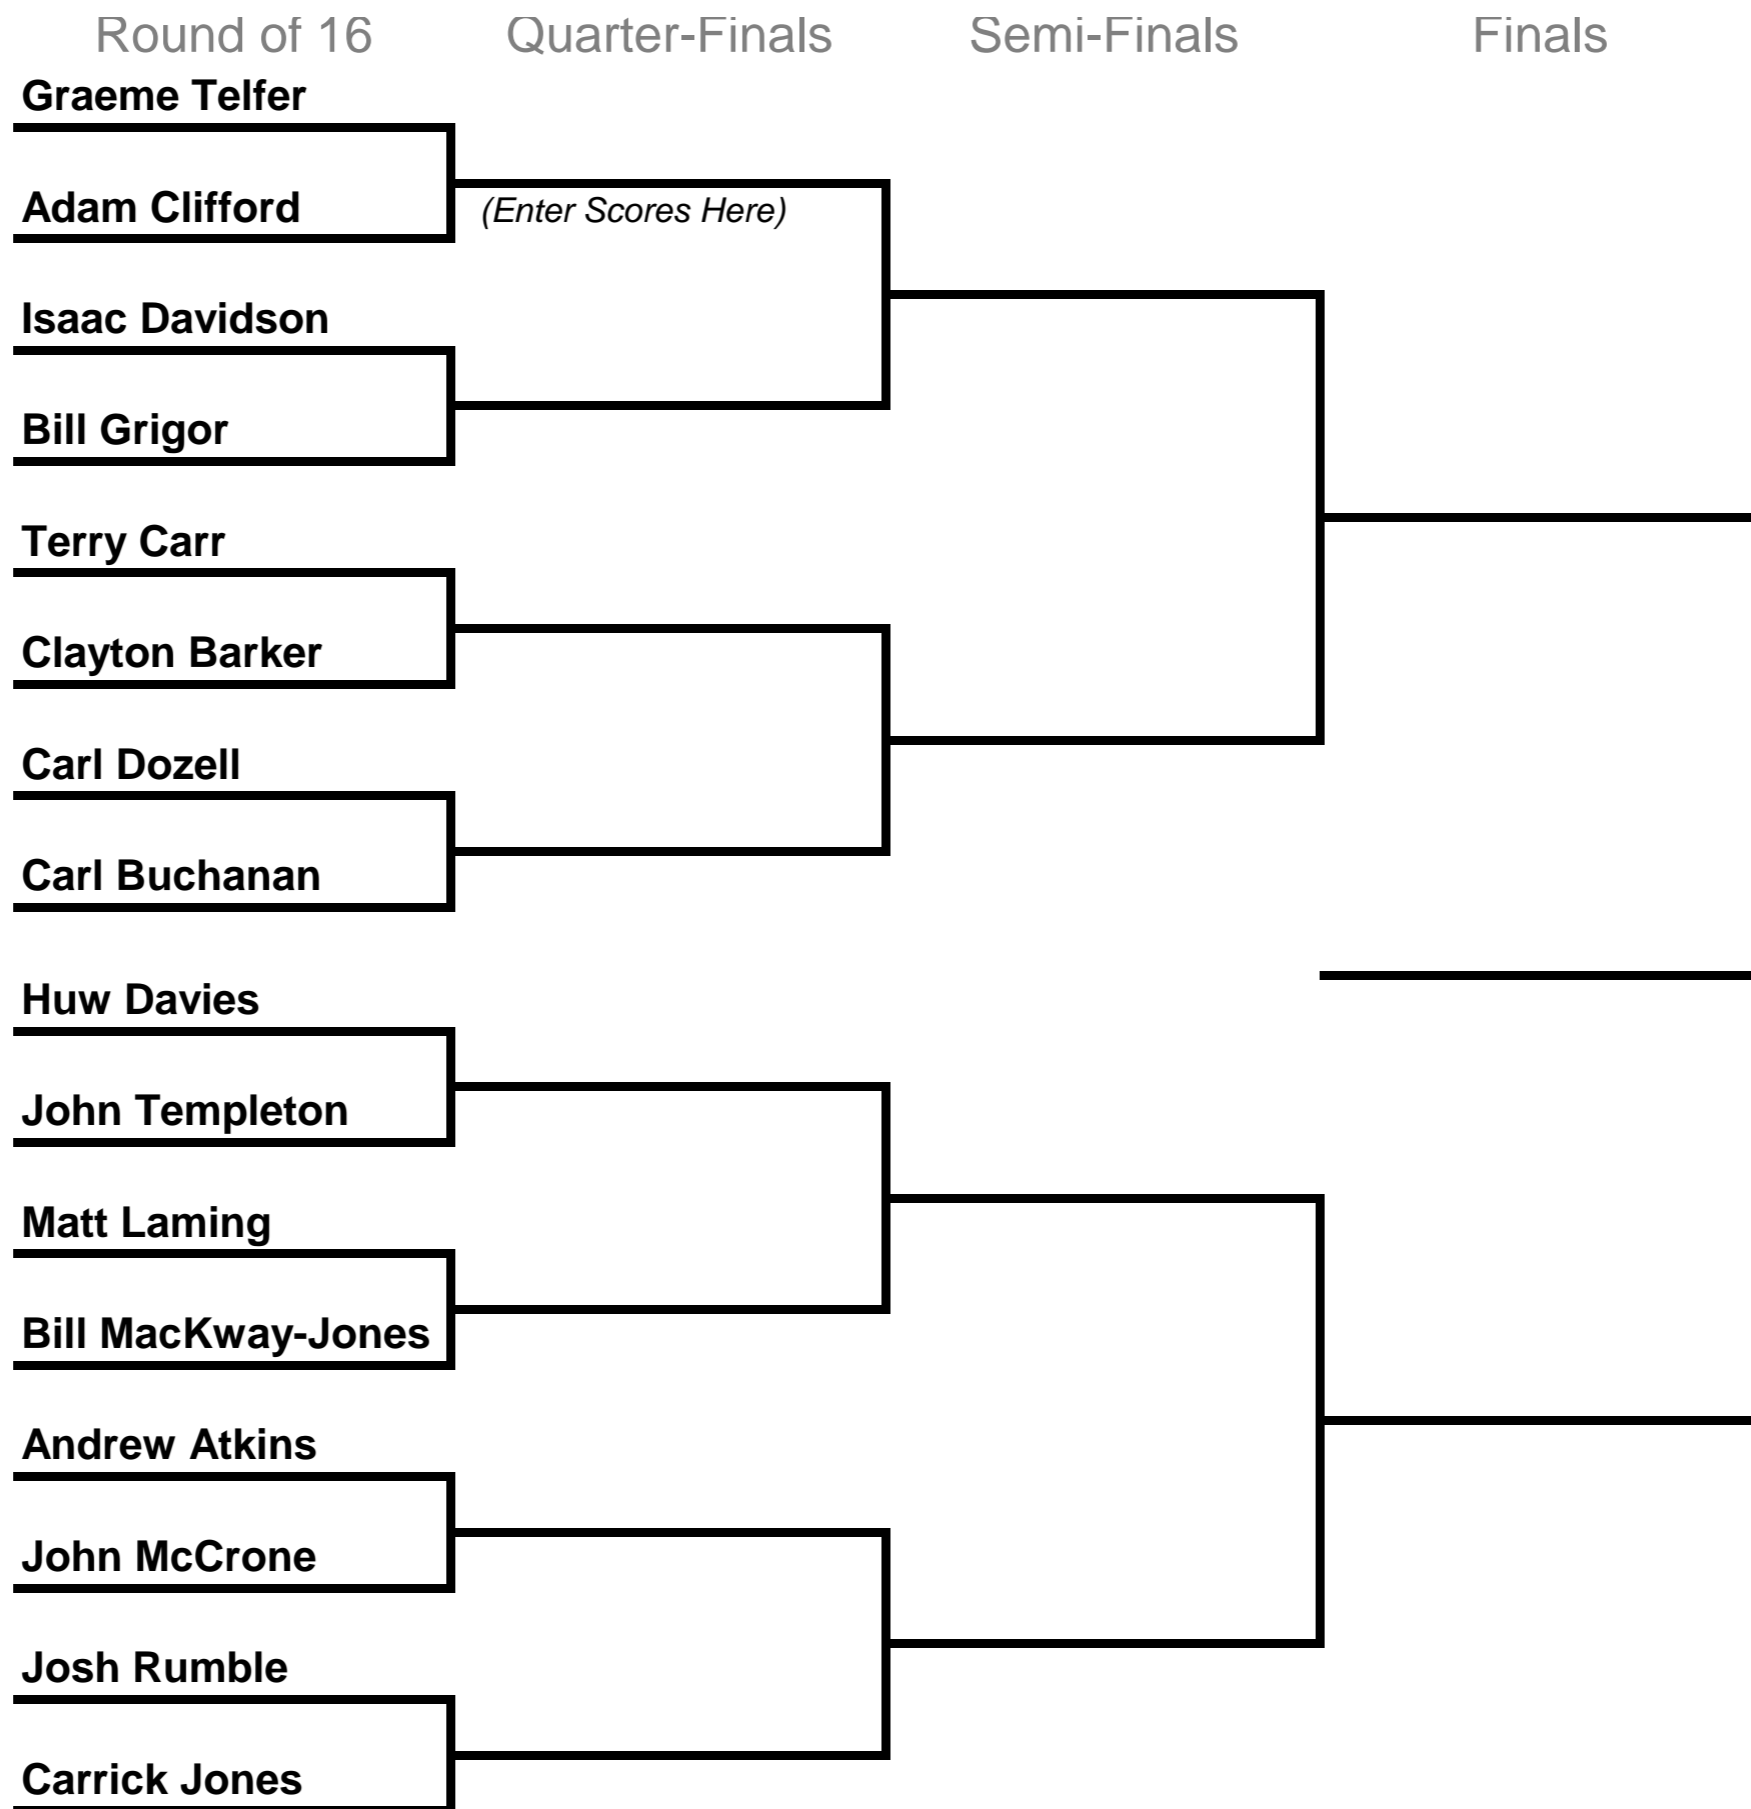 Round of 16 Quarter-Finals Semi-Finals Finals
Graeme Telfer
Adam Clifford
(Enter Scores Here)
Isaac Davidson
Bill Grigor
Terry Carr
Clayton Barker
Carl Dozell
Carl Buchanan
Huw Davies
John Templeton
Matt Laming
Bill MacKway-Jones
Andrew Atkins
John McCrone
Josh Rumble
Carrick Jones